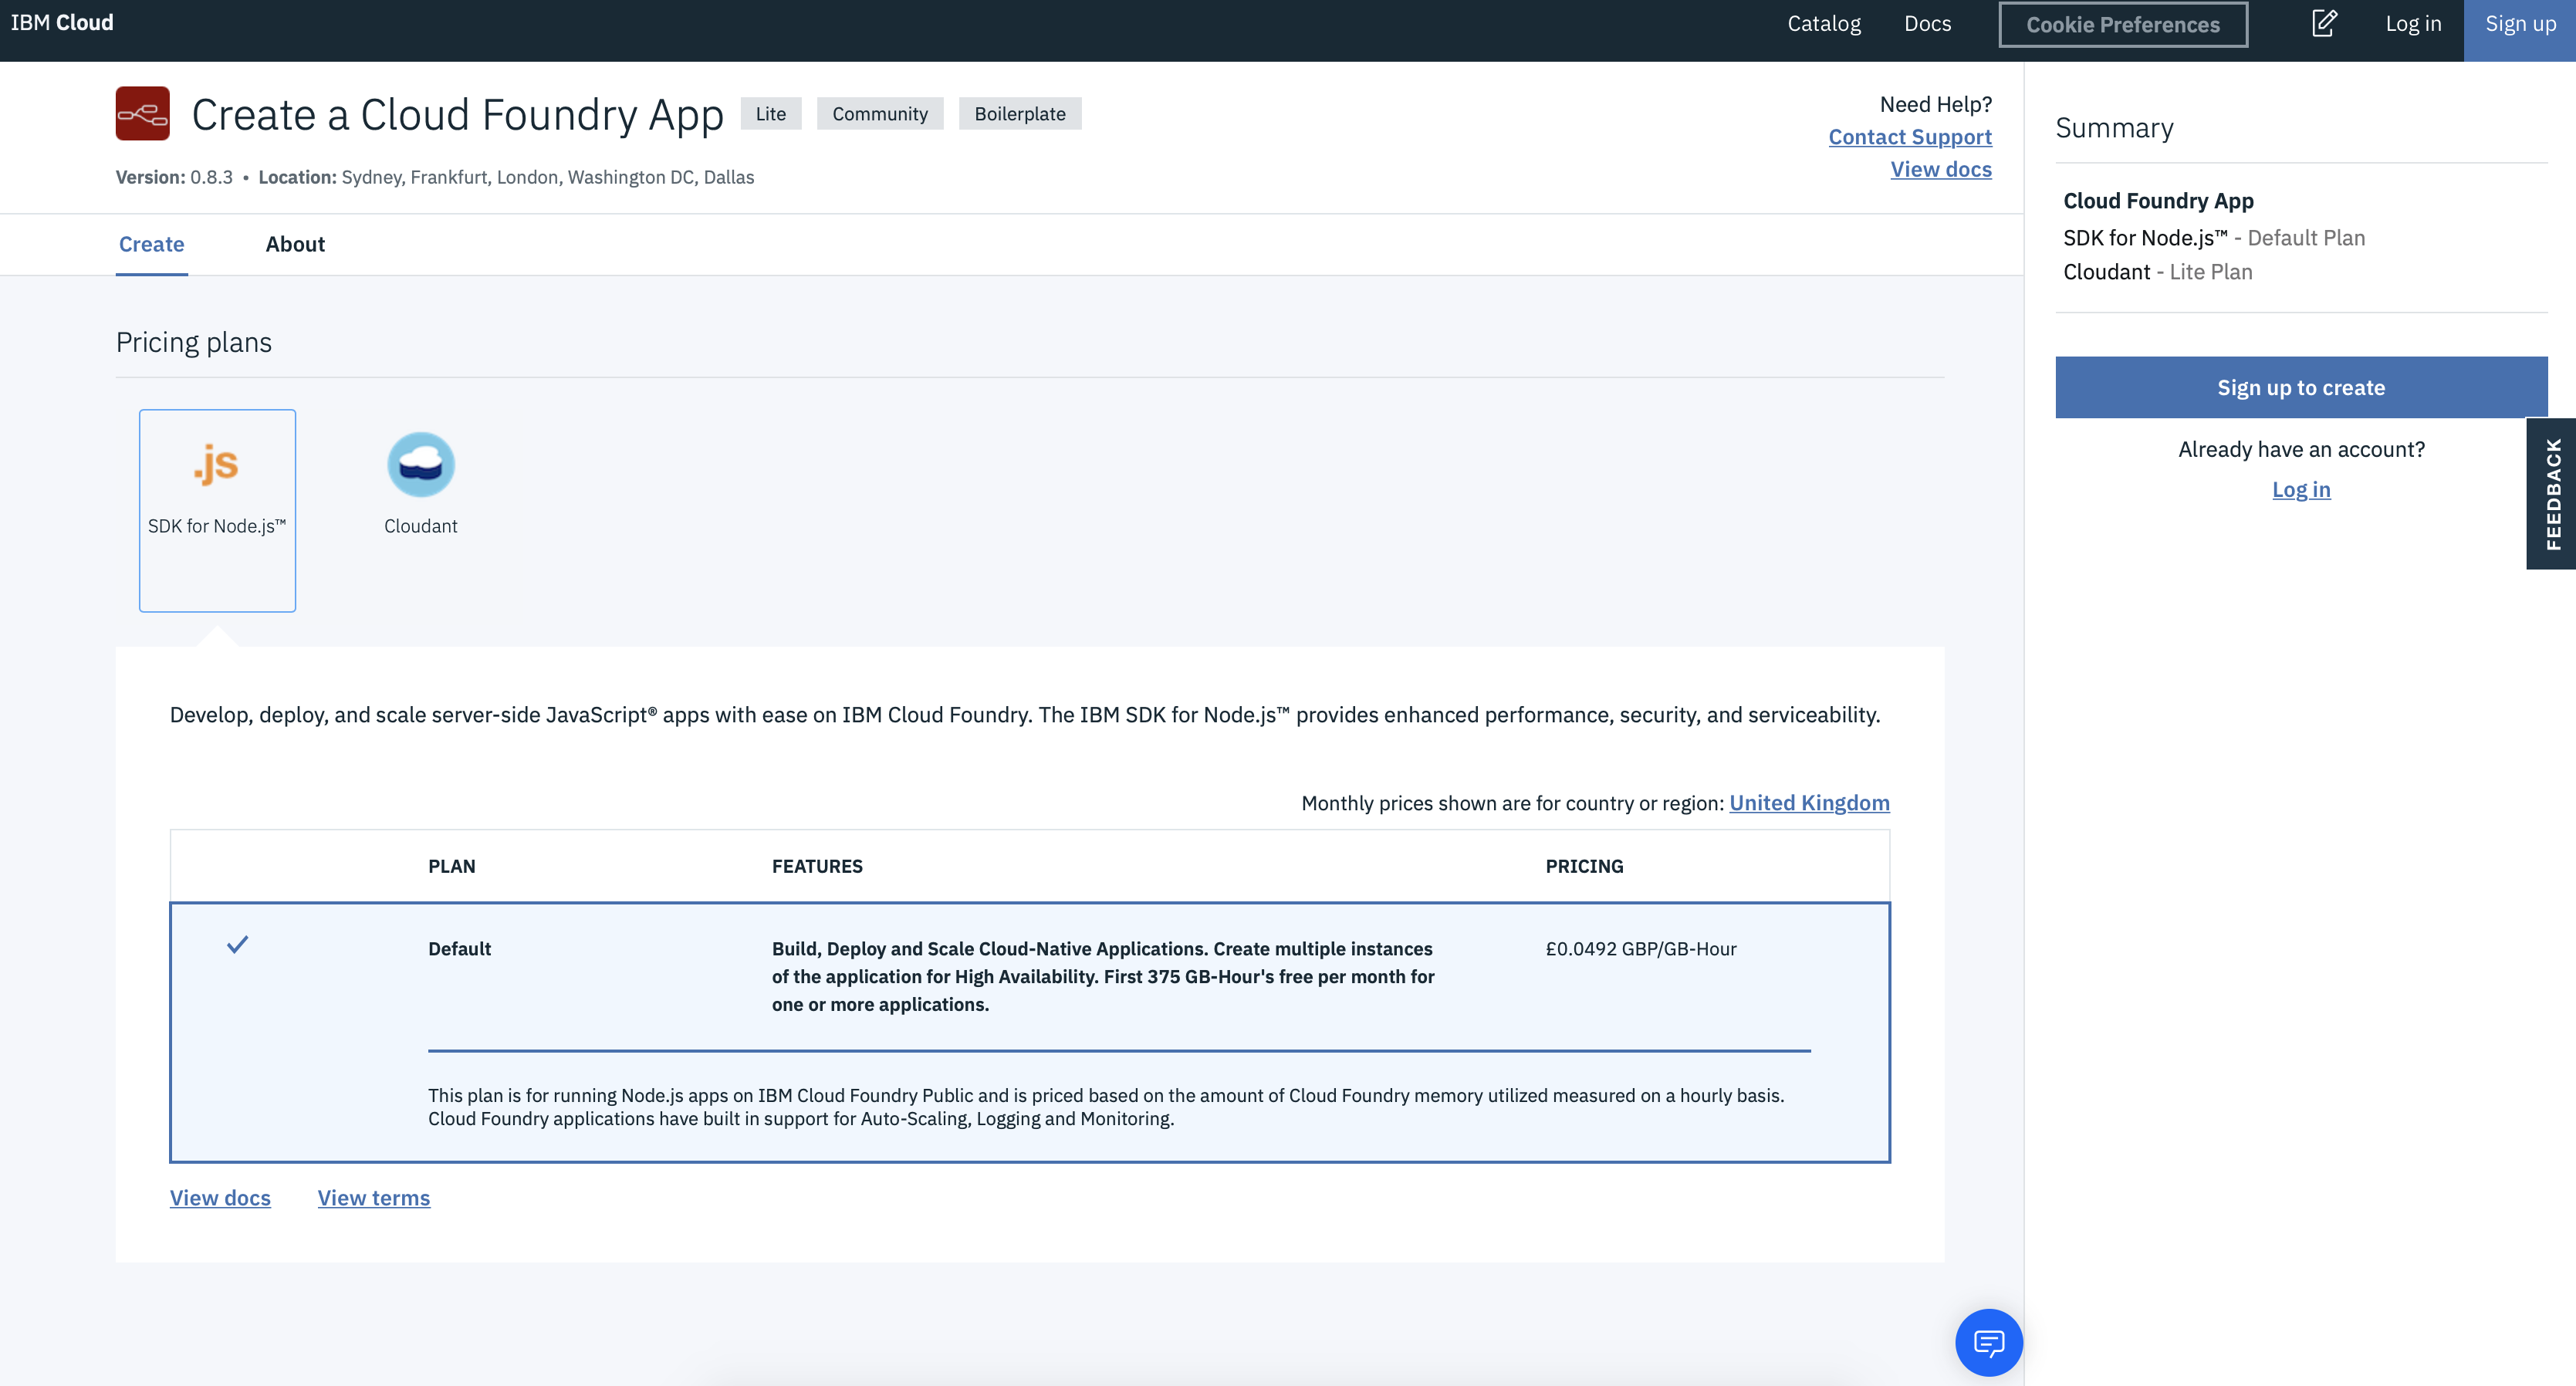 IBM Cloud
Catalog
Docs
Cookie Preferences
Log in
Sign up
Create a Cloud Foundry App
Lite
Community
Boilerplate
Version: 0.8.3 • Location: Sydney, Frankfurt, London, Washington DC, Dallas
Need Help?
Contact Support
View docs
Create
About
Pricing plans
.js
SDK for Node.js™
Cloudant
Develop, deploy, and scale server-side JavaScript® apps with ease on IBM Cloud Foundry. The IBM SDK for Node.js™ provides enhanced performance, security, and serviceability.
Monthly prices shown are for country or region: United Kingdom
PLAN
FEATURES
PRICING
Default
Build, Deploy and Scale Cloud-Native Applications. Create multiple instances
of the application for High Availability. First 375 GB-Hour's free per month for
one or more applications.
£0.0492 GBP/GB-Hour
This plan is for running Node.js apps on IBM Cloud Foundry Public and is priced based on the amount of Cloud Foundry memory utilized measured on a hourly basis.
Cloud Foundry applications have built in support for Auto-Scaling, Logging and Monitoring.
View docs
View terms
Summary
Cloud Foundry App
SDK for Node.js™ - Default Plan
Cloudant - Lite Plan
Sign up to create
Already have an account?
Log in
FEEDBACK